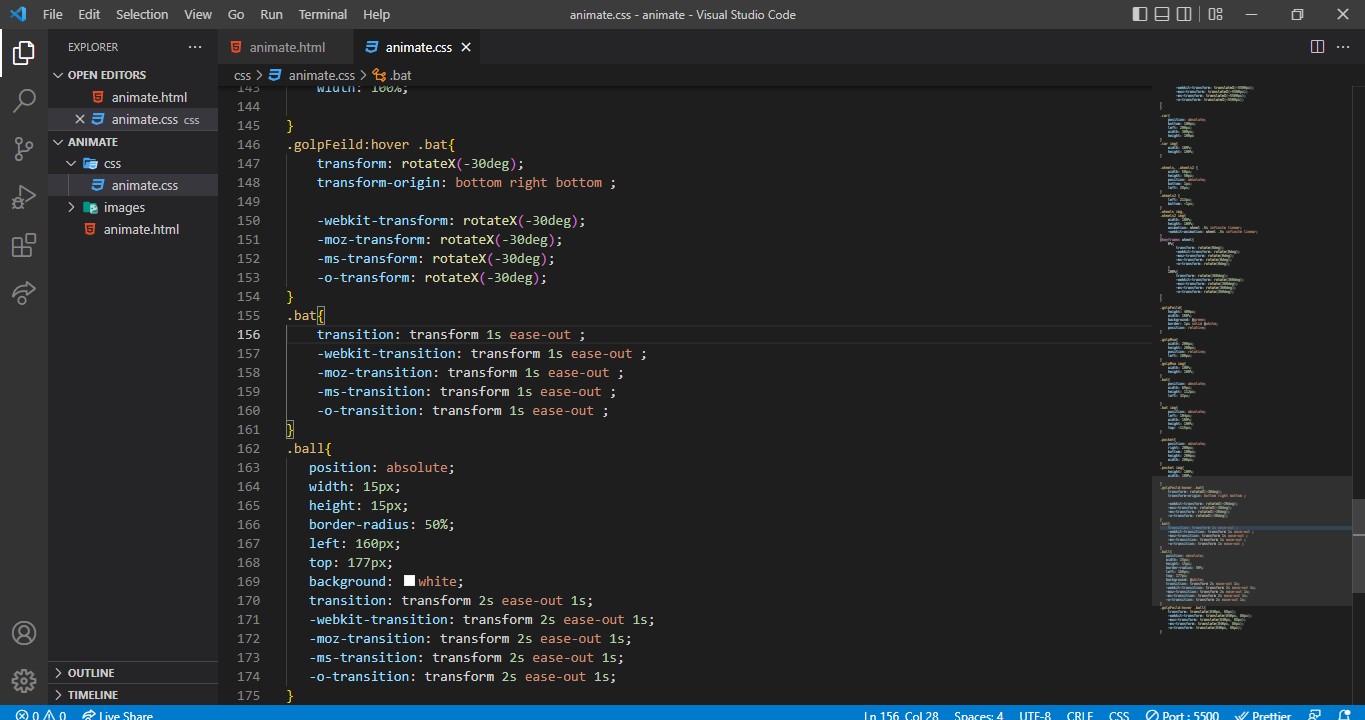 File Edit Selection View Go Run Terminal Help
animate.css - animate - Visual Studio Code
EXPLORER
OPEN EDITORS
animate.html
animate.css css
ANIMATE
css
animate.css
images
animate.html
OUTLINE
TIMELINE
animate.html
animate.css
css > animate.css > .bat
143 width: 100%;
144
145 }
146 .golpFeild:hover .bat{
147 transform: rotateX(-30deg);
148 transform-origin: bottom right bottom ;
149
150 -webkit-transform: rotateX(-30deg);
151 -moz-transform: rotateX(-30deg);
152 -ms-transform: rotateX(-30deg);
153 -o-transform: rotateX(-30deg);
154 }
155 .bat{
156 transition: transform 1s ease-out ;
157 -webkit-transition: transform 1s ease-out ;
158 -moz-transition: transform 1s ease-out ;
159 -ms-transition: transform 1s ease-out ;
160 -o-transition: transform 1s ease-out ;
161 }
162 .ball{
163 position: absolute;
164 width: 15px;
165 height: 15px;
166 border-radius: 50%;
167 left: 160px;
168 top: 177px;
169 background: white;
170 transition: transform 2s ease-out 1s;
171 -webkit-transition: transform 2s ease-out 1s;
172 -moz-transition: transform 2s ease-out 1s;
173 -ms-transition: transform 2s ease-out 1s;
174 -o-transition: transform 2s ease-out 1s;
175 }
0 0 Live Share Ln 156, Col 28 Spaces: 4 UTF-8 CRLF CSS Port : 5500 Prettier